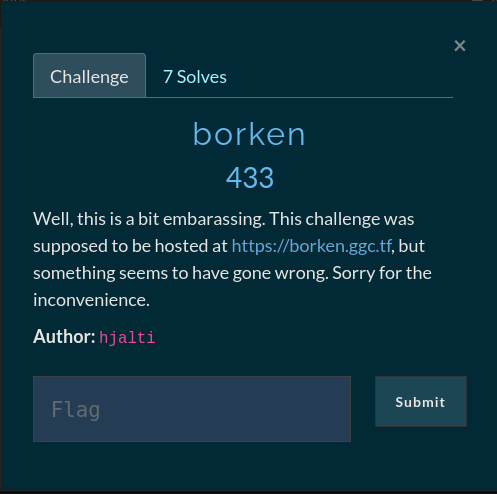 ×
Challenge
7 Solves
borken
433
Well, this is a bit embarassing. This challenge was
supposed to be hosted at https://borken.ggc.tf, but
something seems to have gone wrong. Sorry for the
inconvenience.
Author: hjalti
Flag
Submit